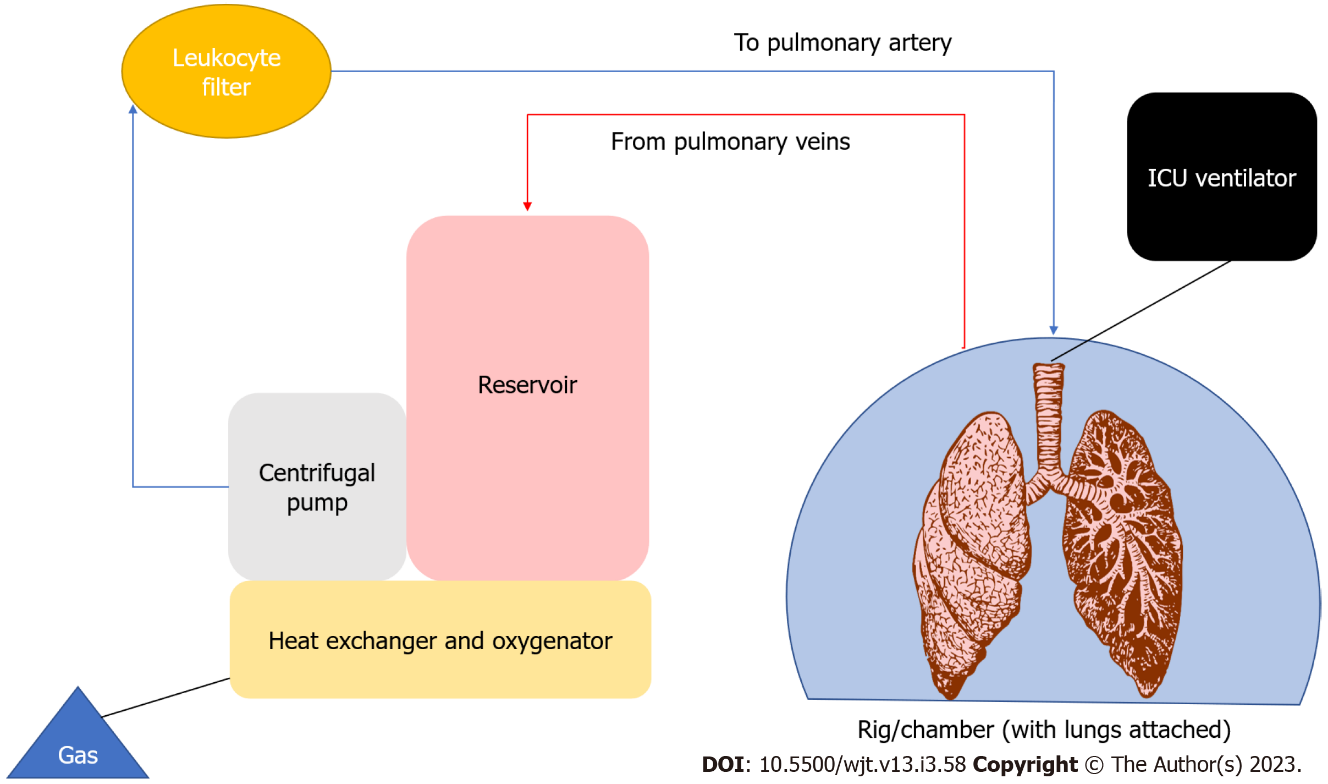 Leukocyte
filter
To pulmonary artery
From pulmonary veins
ICU ventilator
Reservoir
Centrifugal
pump
Heat exchanger and oxygenator
Gas
Rig/chamber (with lungs attached)
DOI: 10.5500/wjt.v13.i3.58 Copyright © The Author(s) 2023.